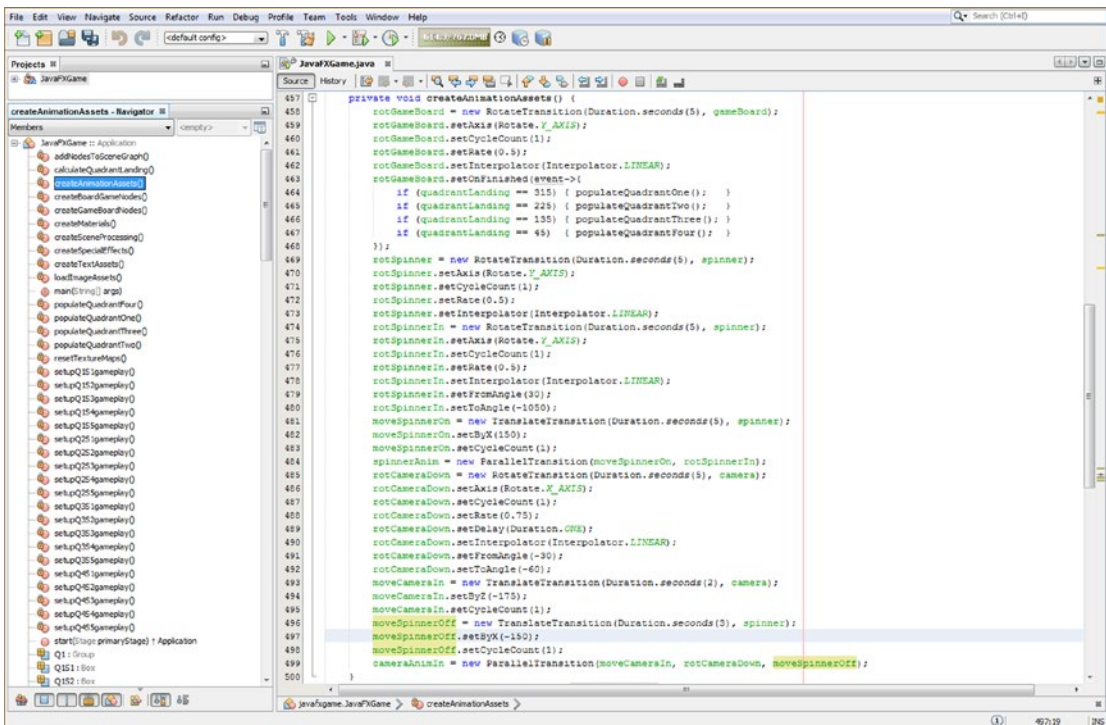 File Edit View Navigate Source Refactor Run Debug Profile Team Tools Window Help
Search (Ctrl+I)
<default config>
Projects
JavaFXGame
createAnimationAssets - Navigator
Members <empty>
JavaFXGame :: Application
addNodesToSceneGraph()
calculateQuadrantLanding()
createAnimationAssets()
createBoardGameNodes()
createGameBoardNodes()
createMaterials()
createSceneProcessing()
createSpecialEffects()
createTextAssets()
loadImageAssets()
main(String[] args)
populateQuadrantFour()
populateQuadrantOne()
populateQuadrantThree()
populateQuadrantTwo()
resetTextureMaps()
setupQ1S1gameplay()
setupQ1S2gameplay()
setupQ1S3gameplay()
setupQ1S4gameplay()
setupQ1S5gameplay()
setupQ2S1gameplay()
setupQ2S2gameplay()
setupQ2S3gameplay()
setupQ2S4gameplay()
setupQ2S5gameplay()
setupQ3S1gameplay()
setupQ3S2gameplay()
setupQ3S3gameplay()
setupQ3S4gameplay()
setupQ3S5gameplay()
setupQ4S1gameplay()
setupQ4S2gameplay()
setupQ4S3gameplay()
setupQ4S4gameplay()
setupQ4S5gameplay()
start(Stage primaryStage) ↑ Application
Q1 : Group
Q1S1 : Box
Q1S2 : Box
JavaFXGame.java
Source History
457 private void createAnimationAssets() {
458 rotGameBoard = new RotateTransition(Duration.seconds(5), gameBoard);
459 rotGameBoard.setAxis(Rotate.Y_AXIS);
460 rotGameBoard.setCycleCount(1);
461 rotGameBoard.setRate(0.5);
462 rotGameBoard.setInterpolator(Interpolator.LINEAR);
463 rotGameBoard.setOnFinished(event->{
464 if (quadrantLanding == 315) { populateQuadrantOne(); }
465 if (quadrantLanding == 225) { populateQuadrantTwo(); }
466 if (quadrantLanding == 135) { populateQuadrantThree(); }
467 if (quadrantLanding == 45) { populateQuadrantFour(); }
468 });
469 rotSpinner = new RotateTransition(Duration.seconds(5), spinner);
470 rotSpinner.setAxis(Rotate.Y_AXIS);
471 rotSpinner.setCycleCount(1);
472 rotSpinner.setRate(0.5);
473 rotSpinner.setInterpolator(Interpolator.LINEAR);
474 rotSpinnerIn = new RotateTransition(Duration.seconds(5), spinner);
475 rotSpinnerIn.setAxis(Rotate.Y_AXIS);
476 rotSpinnerIn.setCycleCount(1);
477 rotSpinnerIn.setRate(0.5);
478 rotSpinnerIn.setInterpolator(Interpolator.LINEAR);
479 rotSpinnerIn.setFromAngle(30);
480 rotSpinnerIn.setToAngle(-1050);
481 moveSpinnerOn = new TranslateTransition(Duration.seconds(5), spinner);
482 moveSpinnerOn.setByX(150);
483 moveSpinnerOn.setCycleCount(1);
484 spinnerAnim = new ParallelTransition(moveSpinnerOn, rotSpinnerIn);
485 rotCameraDown = new RotateTransition(Duration.seconds(5), camera);
486 rotCameraDown.setAxis(Rotate.X_AXIS);
487 rotCameraDown.setCycleCount(1);
488 rotCameraDown.setRate(0.75);
489 rotCameraDown.setDelay(Duration.ONE);
490 rotCameraDown.setInterpolator(Interpolator.LINEAR);
491 rotCameraDown.setFromAngle(-30);
492 rotCameraDown.setToAngle(-60);
493 moveCameraIn = new TranslateTransition(Duration.seconds(2), camera);
494 moveCameraIn.setByZ(-175);
495 moveCameraIn.setCycleCount(1);
496 moveSpinnerOff = new TranslateTransition(Duration.seconds(3), spinner);
497 moveSpinnerOff.setByX(-150);
498 moveSpinnerOff.setCycleCount(1);
499 cameraAnimIn = new ParallelTransition(moveCameraIn, rotCameraDown, moveSpinnerOff);
500 }
javafxgame.JavaFXGame createAnimationAssets
497:19 INS